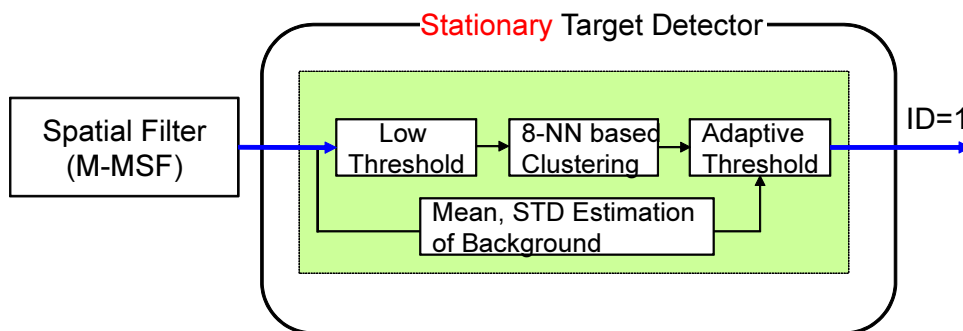 Stationary Target Detector
Spatial Filter
(M-MSF)
Low
Threshold
8-NN based
Clustering
Adaptive
Threshold
ID=1
Mean, STD Estimation
of Background